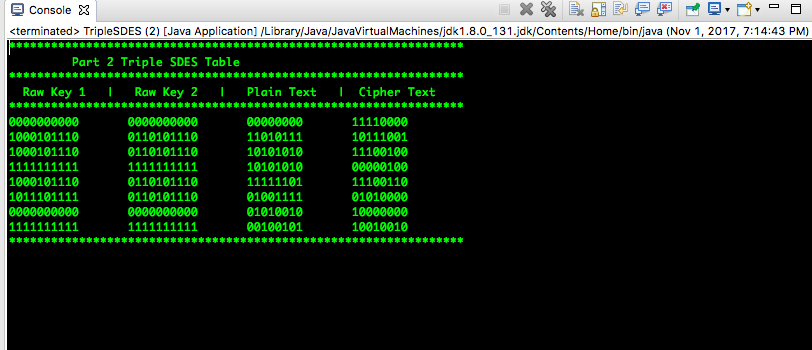 Console
<terminated> TripleSDES (2) [Java Application] /Library/Java/JavaVirtualMachines/jdk1.8.0_131.jdk/Contents/Home/bin/java (Nov 1, 2017, 7:14:43 PM)
*****************************************************************
Part 2 Triple SDES Table
*****************************************************************
Raw Key 1 | Raw Key 2 | Plain Text | Cipher Text
*****************************************************************
0000000000 0000000000 00000000 11110000
1000101110 0110101110 11010111 10111001
1000101110 0110101110 10101010 11100100
1111111111 1111111111 10101010 00000100
1000101110 0110101110 11111101 11100110
1011101111 0110101110 01001111 01010000
0000000000 0000000000 01010010 10000000
1111111111 1111111111 00100101 10010010
*****************************************************************